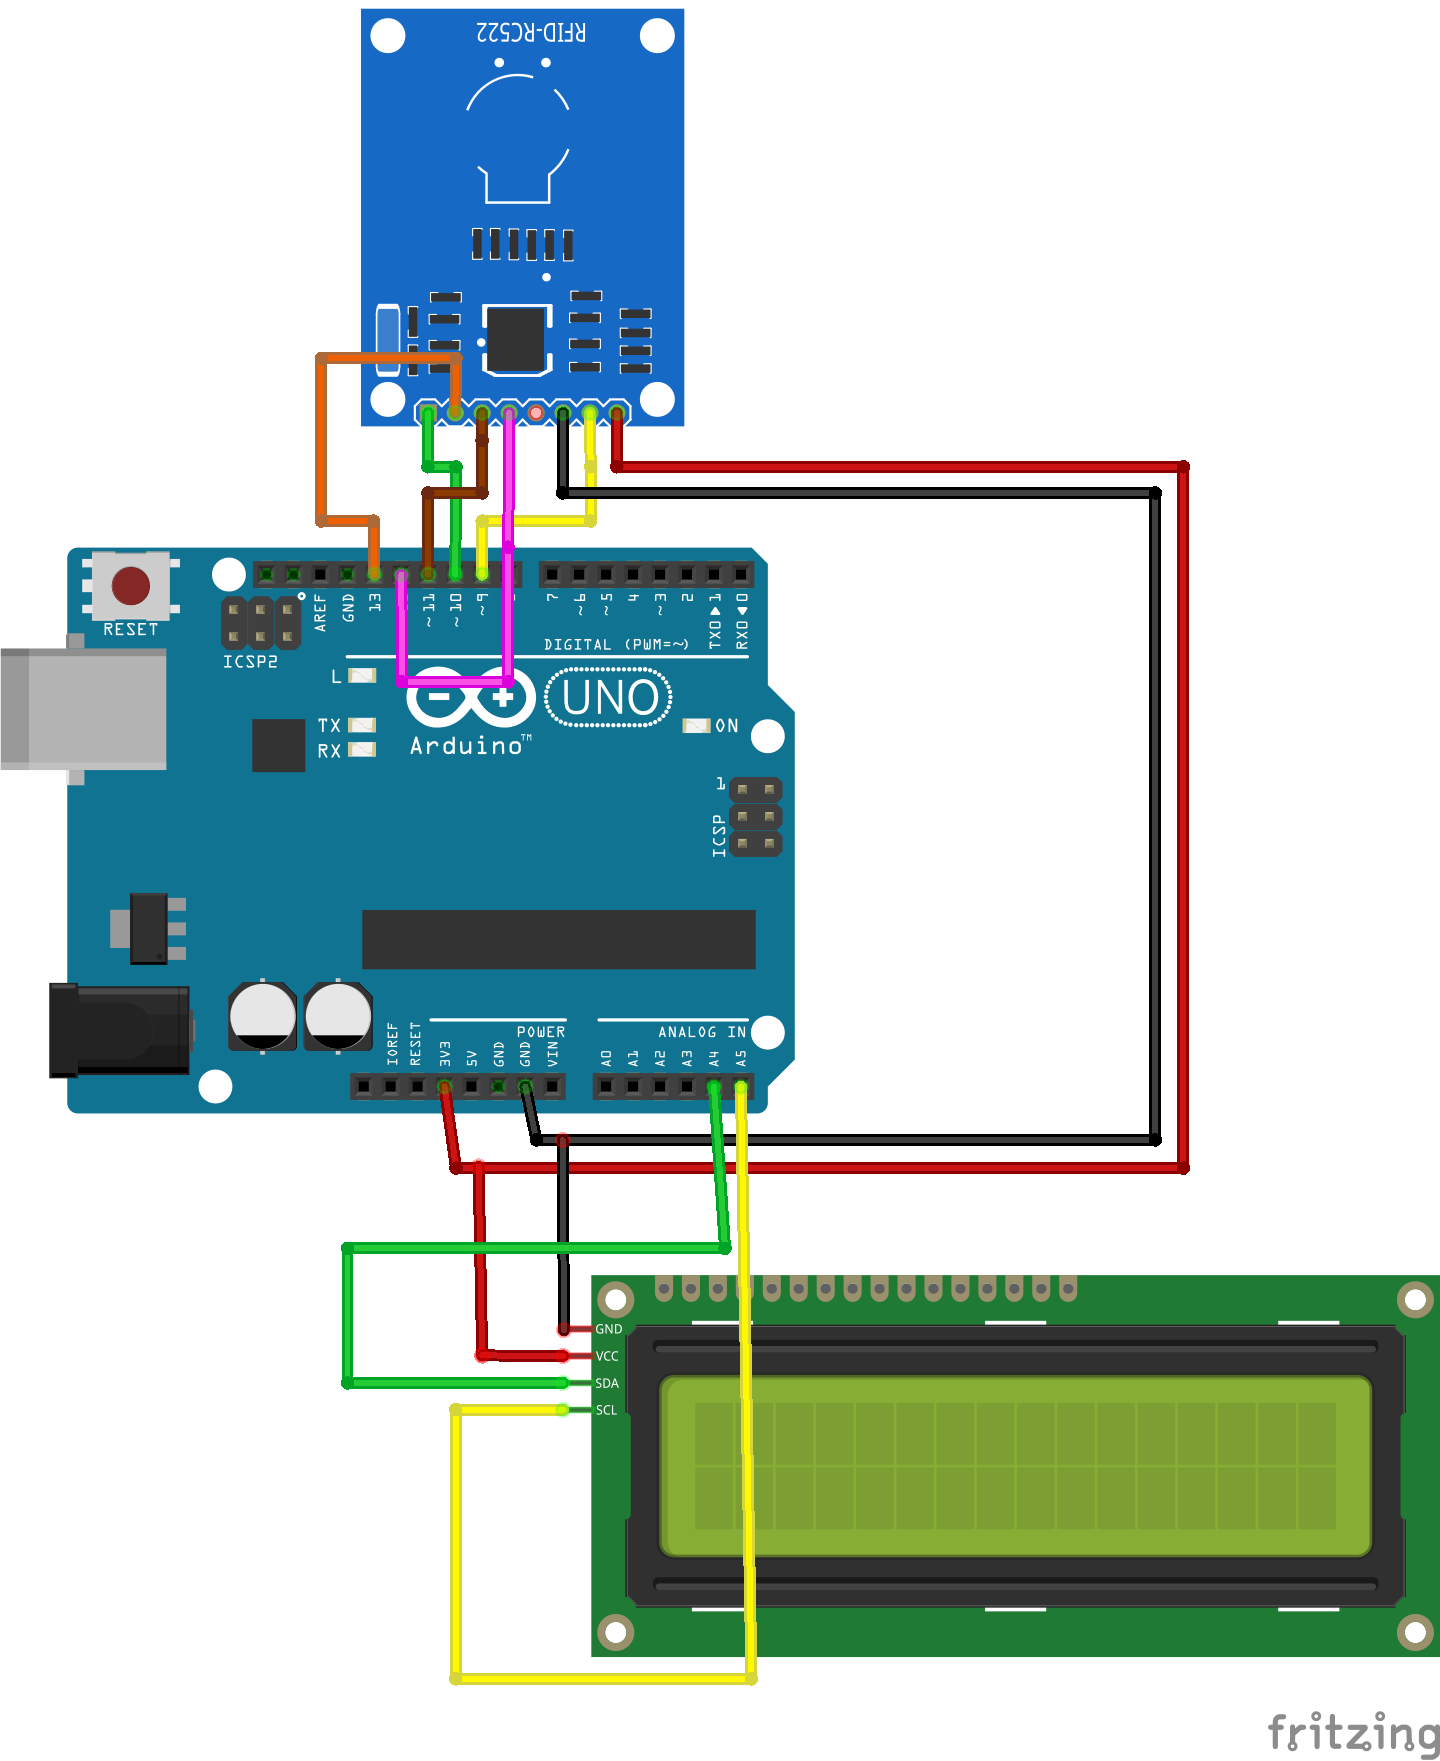 RFID-RC522
RESET
ICSP2
AREF
GND
13
~11
~10
~9
7
~6
~5
4
~3
2
TX0▶1
RX0◀0
DIGITAL (PWM=~)
L
TX
RX
UNO
Arduino™
ON
1
ICSP
IOREF
RESET
3V3
5V
GND
GND
VIN
POWER
A0
A1
A2
A3
A4
A5
ANALOG IN
GND
VCC
SDA
SCL
fritzing